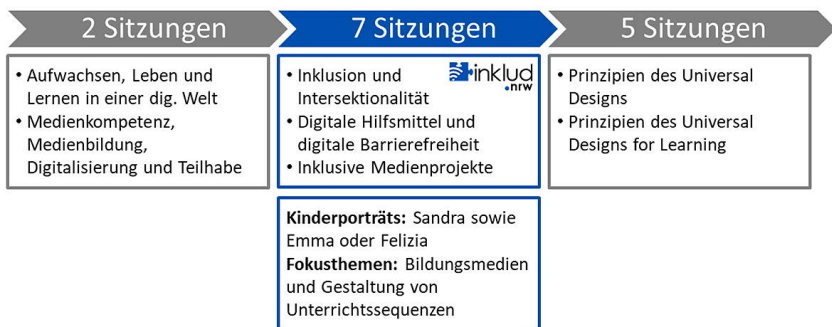 2 Sitzungen
7 Sitzungen
5 Sitzungen
• Aufwachsen, Leben und
Lernen in einer dig. Welt
• Medienkompetenz,
Medienbildung,
Digitalisierung und Teilhabe
inklud
.nrw
• Inklusion und
Intersektionalität
• Digitale Hilfsmittel und
digitale Barrierefreiheit
• Inklusive Medienprojekte
• Prinzipien des Universal
Designs
• Prinzipien des Universal
Designs for Learning
Kinderporträts: Sandra sowie
Emma oder Felizia
Fokusthemen: Bildungsmedien
und Gestaltung von
Unterrichtssequenzen